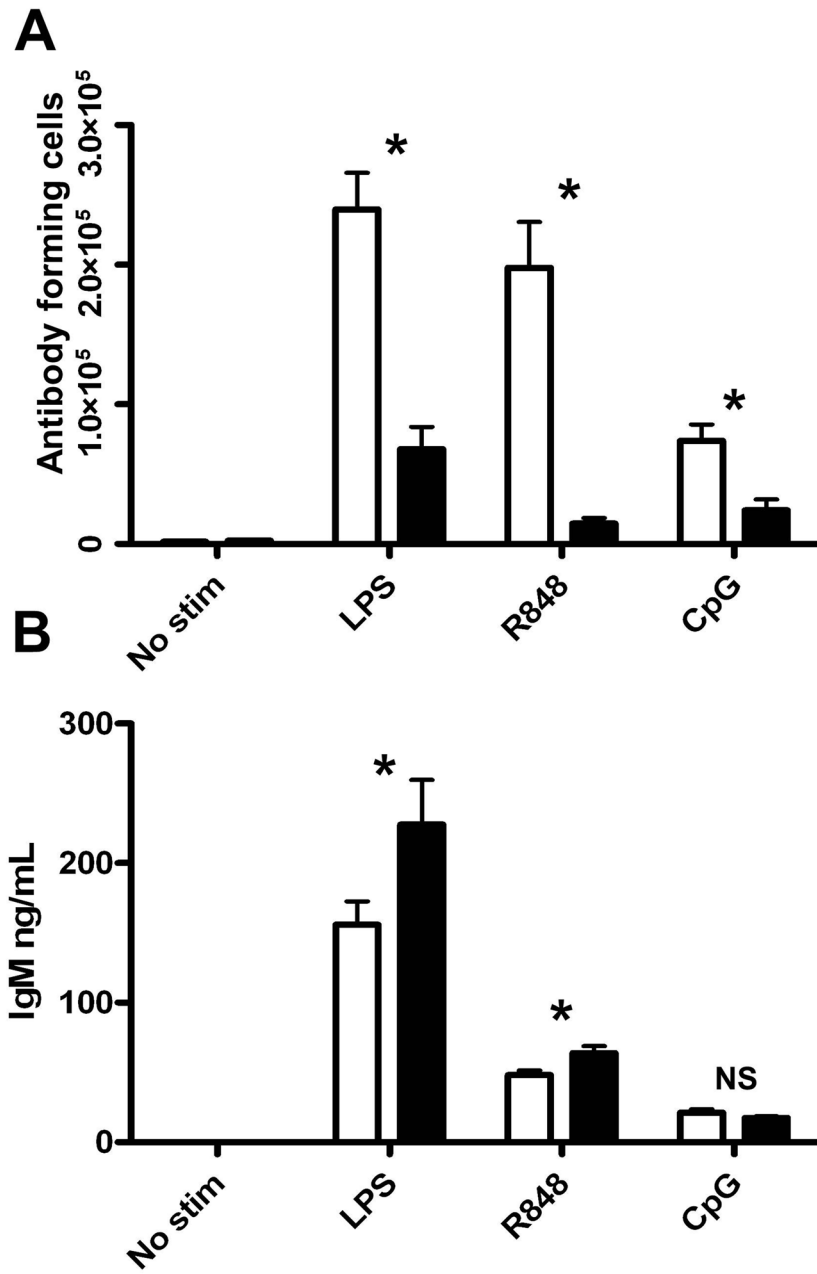 A
Antibody forming cells
3.0×10⁵
2.0×10⁵
1.0×10⁵
0
*
*
*
No stim
LPS
R848
CpG
B
IgM ng/mL
300
200
100
0
*
*
NS
No stim
LPS
R848
CpG